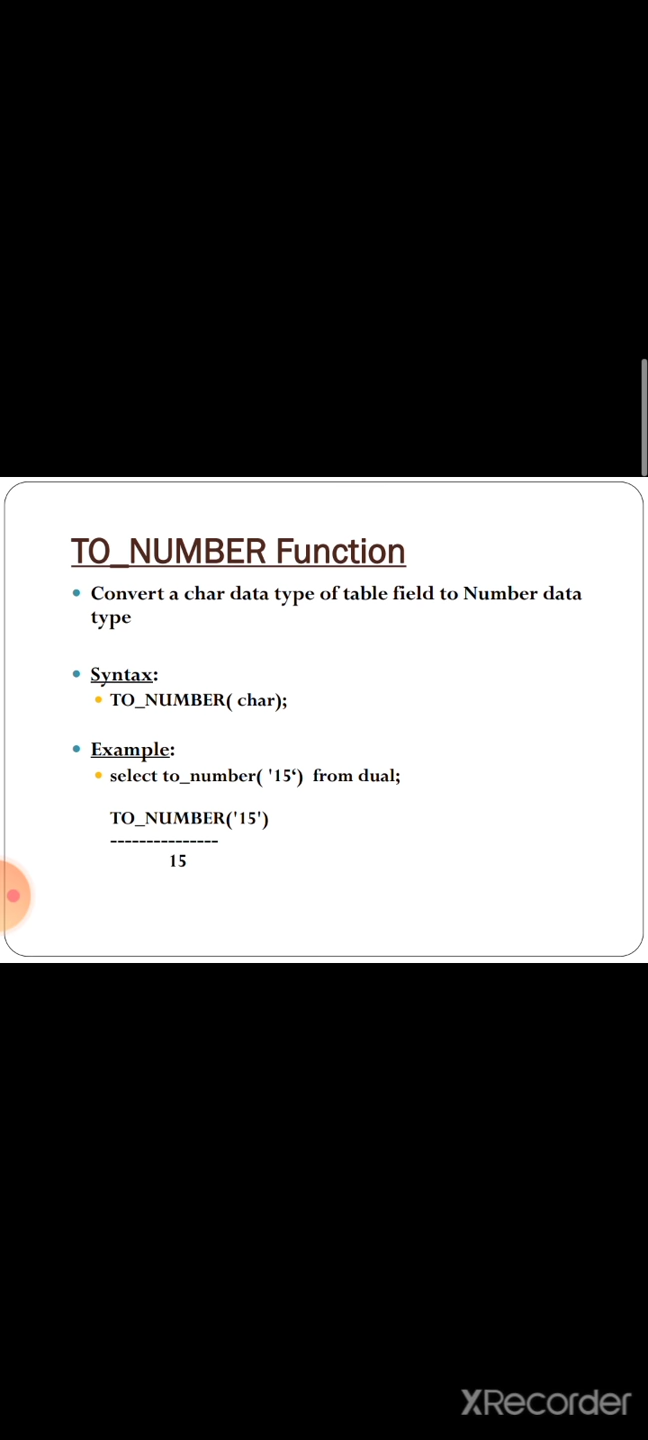 TO_NUMBER Function
• Convert a char data type of table field to Number data
type
• Syntax:
• TO_NUMBER( char);
• Example:
• select to_number( '15‘) from dual;
TO_NUMBER('15')
---------------
15
XRecorder